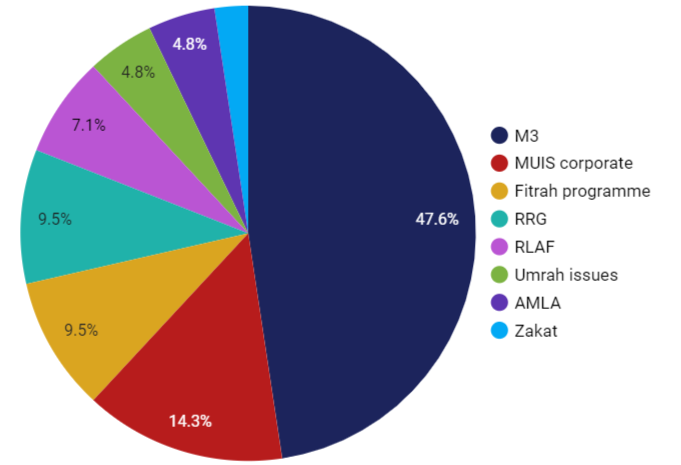 4.8%
4.8%
7.1%
9.5%
9.5%
14.3%
47.6%
M3
MUIS corporate
Fitrah programme
RRG
RLAF
Umrah issues
AMLA
Zakat